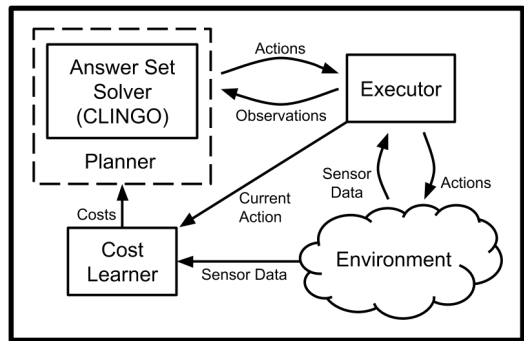 Answer Set
Solver
(CLINGO)
Planner
Actions
Observations
Executor
Current
Action
Sensor
Data
Actions
Costs
Cost
Learner
Sensor Data
Environment